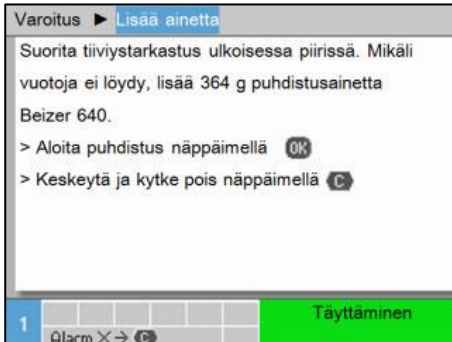 Varoitus ► Lisää ainetta
Suorita tiiviystarkastus ulkoisessa piirissä. Mikäli
vuotoja ei löydy, lisää 364 g puhdistusainetta
Beizer 640.
> Aloita puhdistus näppäimellä OK
> Keskeytä ja kytke pois näppäimellä C
Täyttäminen
1
Alarm X → C